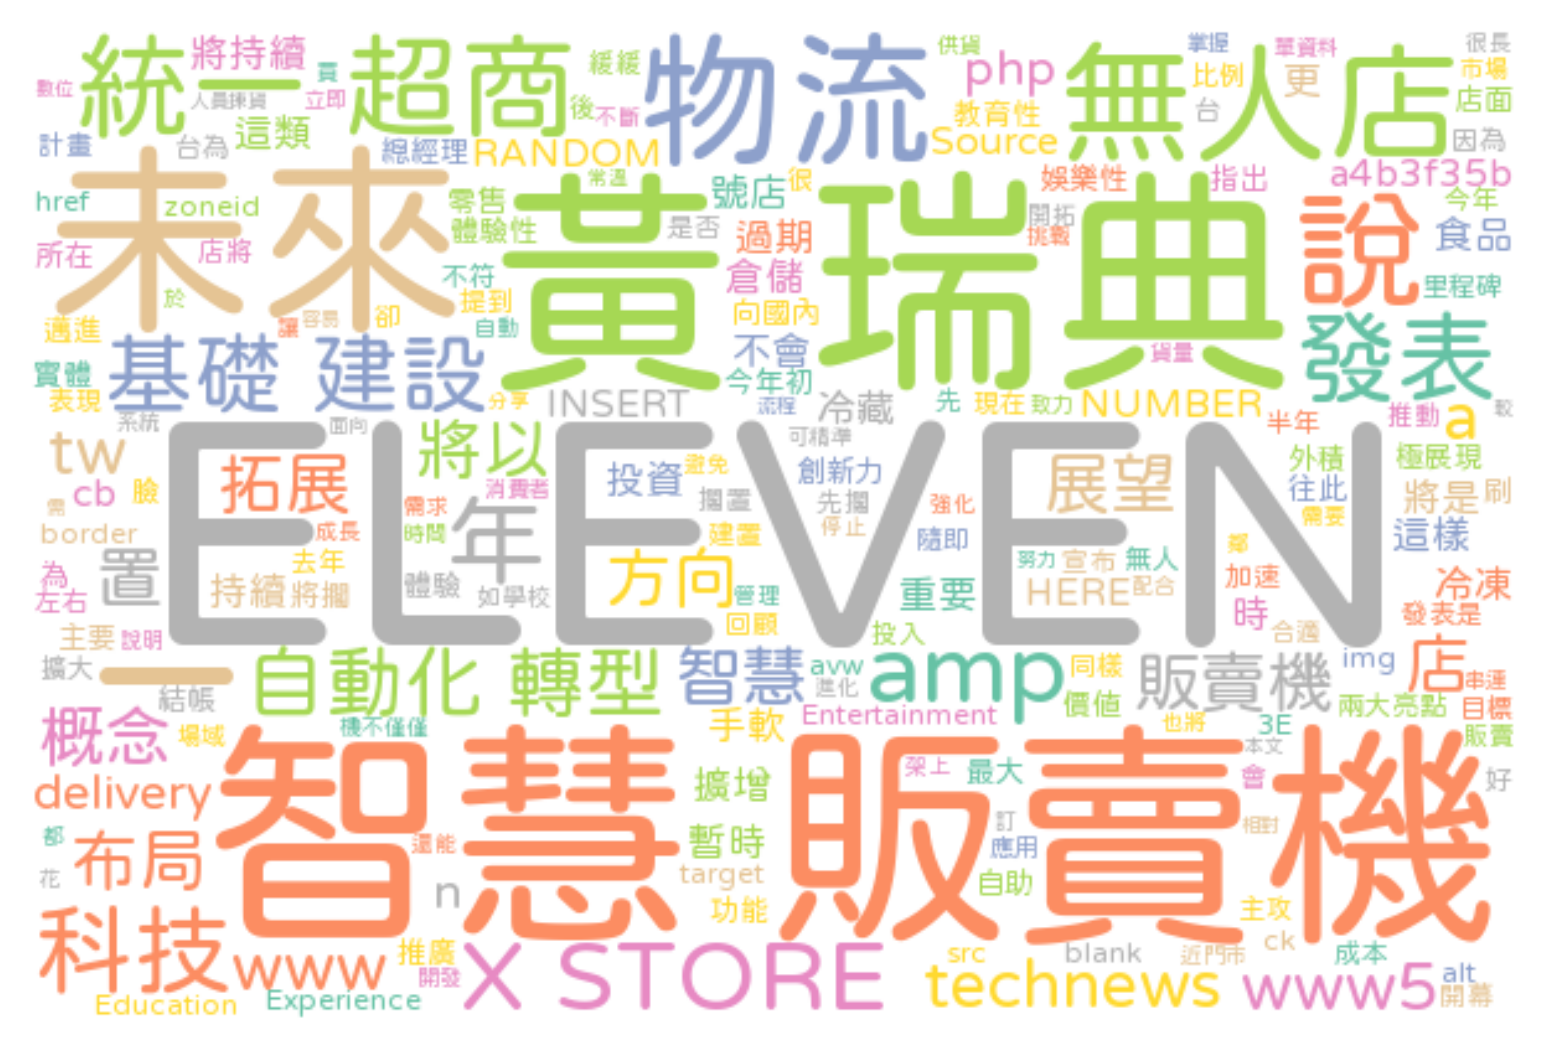 將持續
統一超商
物流
供貨
掌握
單資料
很長
數位
買
緩緩
php
無人店
比例
更
市場
人員揀貨
立即
後
不斷
教育性
台
店面
計畫
台為
這類
總經理
RANDOM
Source
因為
未來
常溫
號店
很
娛樂性
指出
a4b3f35b
href
zoneid
零售
黃瑞典
開拓
今年
說
所在
店將
體驗性
是否
過期
挑戰
食品
不符
倉儲
里程碑
於
提到
邁進
讓
容易
卻
自動
向國內
發表
實體
基礎 建設
不會
貨量
今年初
表現
分享
INSERT
流程
冷藏
先
現在
致力
NUMBER
推動
a
較
系統
面向
可精準
半年
tw
ELEVEN
將以
拓展
投資
避免
創新力
展望
外積
極展現
cb
臉
消費者
擱置
先擱
往此
將是
刷
需
需求
年
強化
需要
border
成長
時間
建置
停止
隨即
鄰
這樣
置
去年
方向
努力
宣布
無人
為
持續
將擱
體驗
如學校
管理
重要
HERE
配合
加速
冷凍
左右
時
發表是
主要
說明
回顧
投入
合適
擴大
一
自動化 轉型
智慧
avw
amp
同樣
販賣機
img
店
結帳
進化
價值
兩大亮點
串連
目標
概念
場域
機不僅僅
手軟
Entertainment
也將
3E
販賣
智慧 販賣機
本文
delivery
擴增
架上
最大
會
好
都
布局
還能
暫時
訂
應用
相對
花
n
target
自助
功能
主攻
科技
www
推廣
X STORE
src
blank
近門市
ck
成本
開發
technews
www5
alt
Education
Experience
開幕